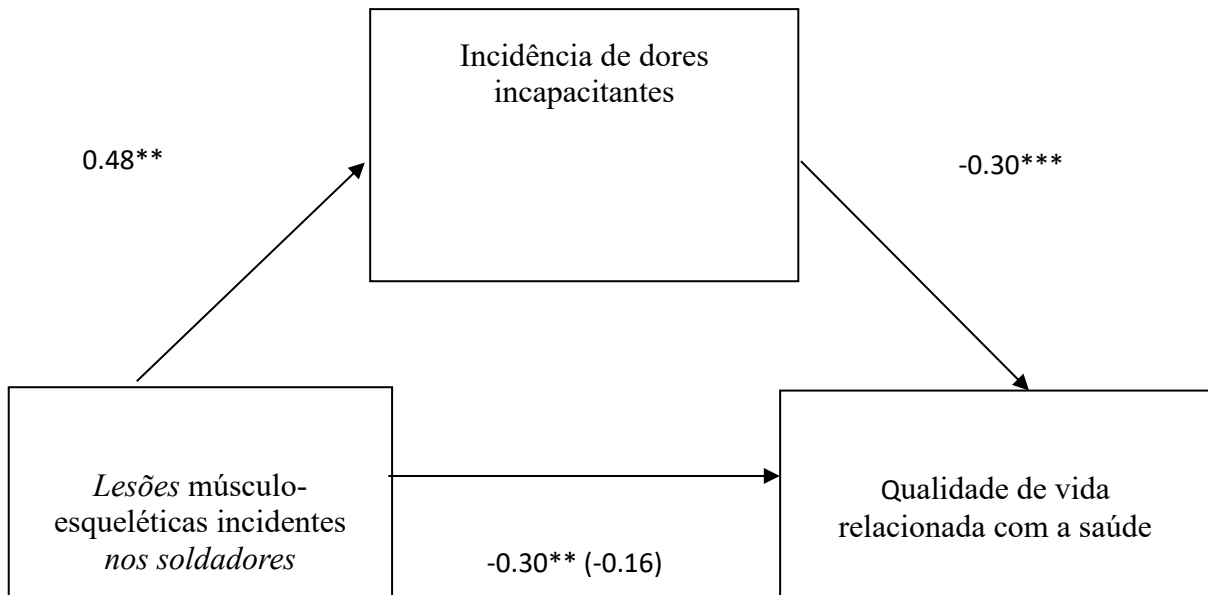 Incidência de dores
incapacitantes
0.48**
-0.30***
Lesões músculo-
esqueléticas incidentes
nos soldadores
Qualidade de vida
relacionada com a saúde
-0.30** (-0.16)